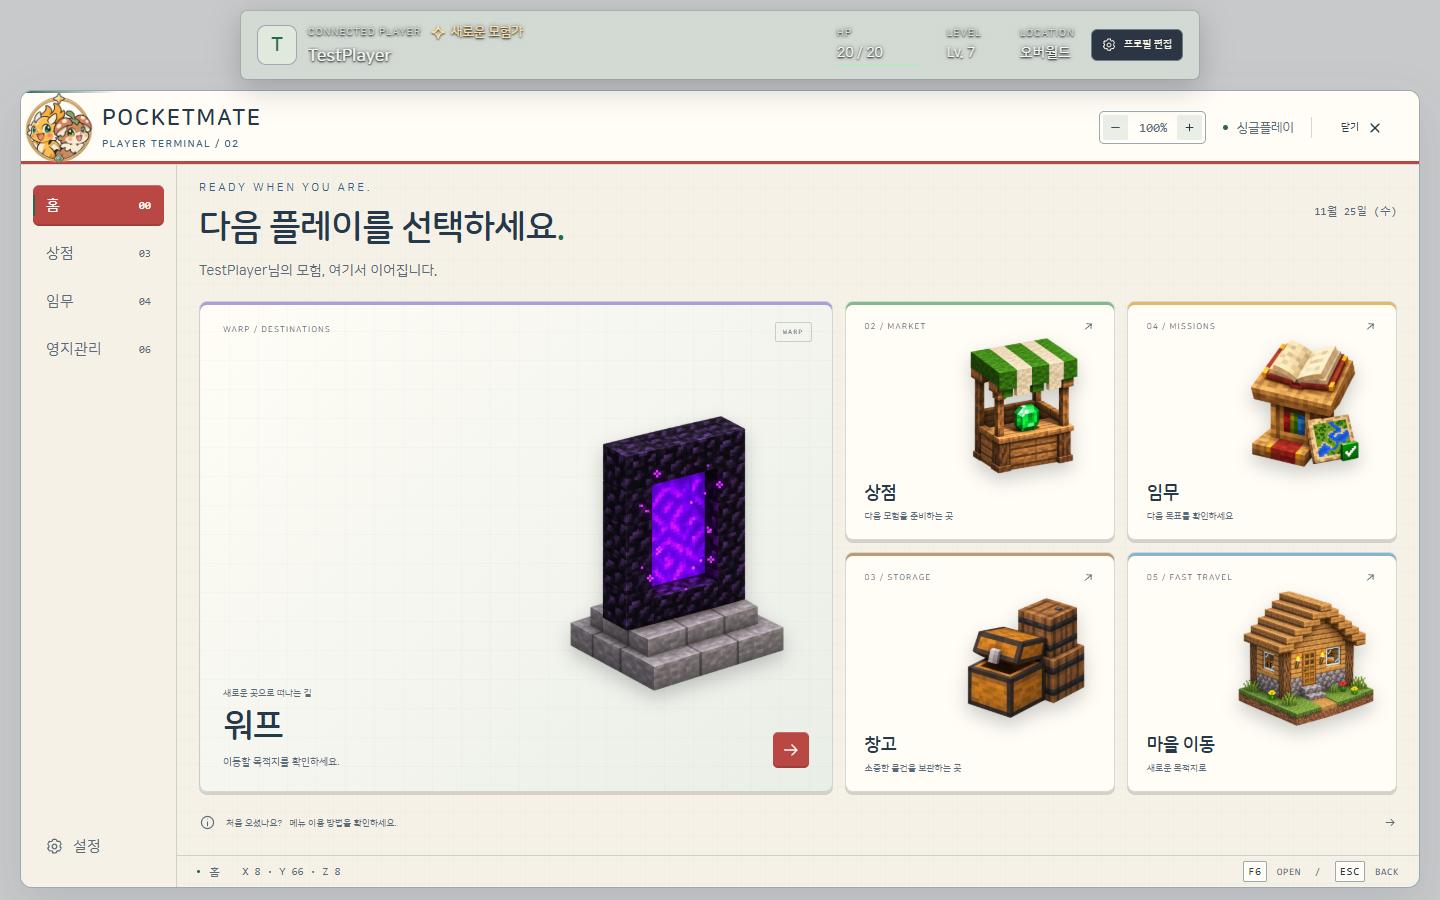 T
CONNECTED PLAYER 새로운 모험가
TestPlayer
HP
20 / 20
LEVEL
Lv. 7
LOCATION
오버월드
프로필 편집
POCKETMATE
PLAYER TERMINAL / 02
− 100% +
싱글플레이
닫기 ×
홈 00
상점 03
임무 04
영지관리 06
설정
READY WHEN YOU ARE.
다음 플레이를 선택하세요.
TestPlayer님의 모험, 여기서 이어집니다.
11월 25일 (수)
WARP / DESTINATIONS
WARP
새로운 곳으로 떠나는 길
워프
이동할 목적지를 확인하세요.
02 / MARKET
상점
다음 모험을 준비하는 곳
04 / MISSIONS
임무
다음 목표를 확인하세요
03 / STORAGE
창고
소중한 물건을 보관하는 곳
05 / FAST TRAVEL
마을 이동
새로운 목적지로
처음 오셨나요? 메뉴 이용 방법을 확인하세요.
• 홈 X 8 · Y 66 · Z 8
F6 OPEN / ESC BACK